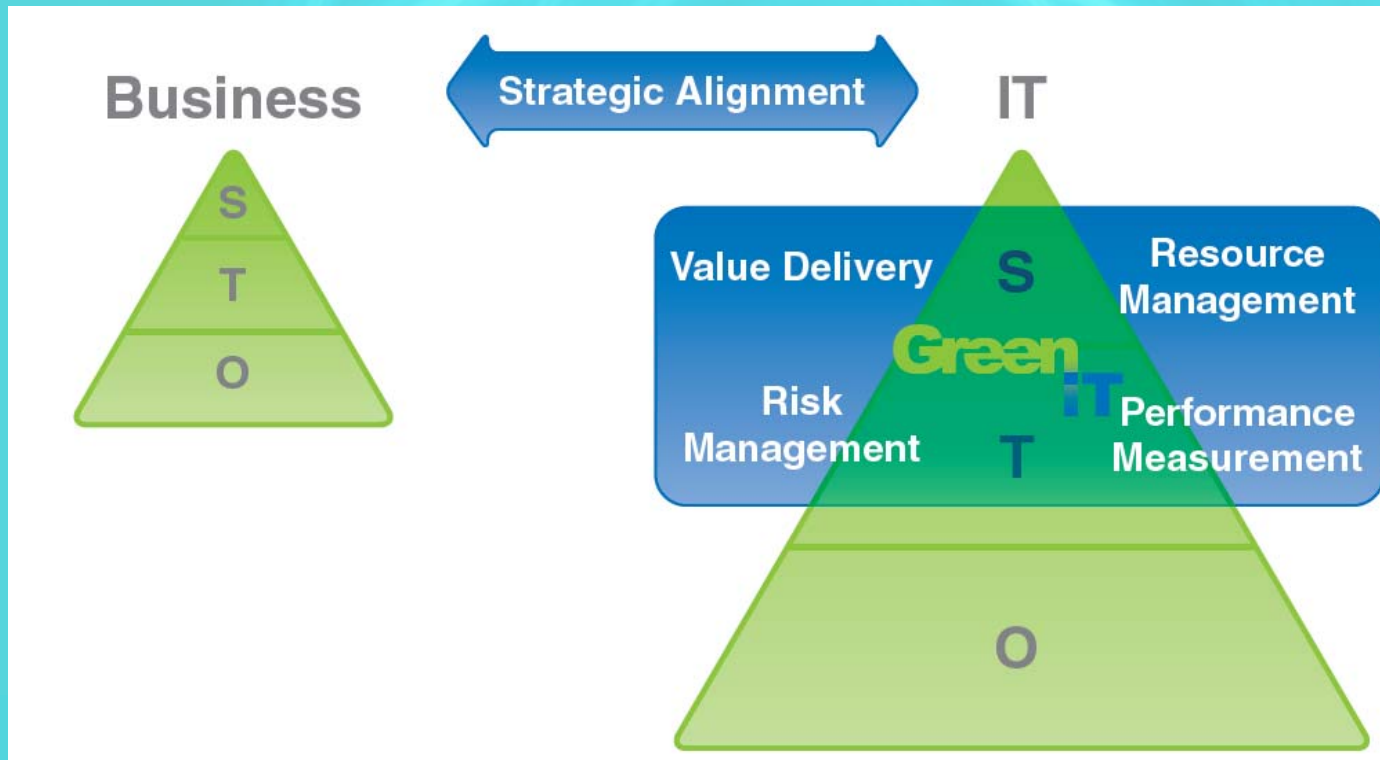 Business
Strategic Alignment
IT
S
T
O
Value Delivery
S
Resource
Management
Green
iT
Risk
Management
T
Performance
Measurement
O